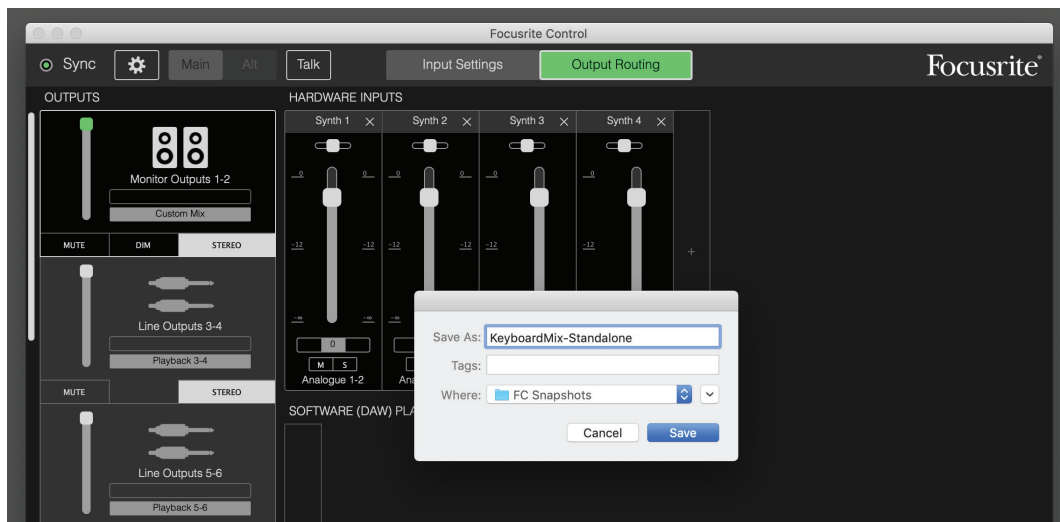 Focusrite Control
Sync
Main
Alt
Talk
Input Settings
Output Routing
Focusrite®
OUTPUTS
Monitor Outputs 1-2
Custom Mix
MUTE
DIM
STEREO
Line Outputs 3-4
Playback 3-4
MUTE
STEREO
Line Outputs 5-6
Playback 5-6
HARDWARE INPUTS
Synth 1
Synth 2
Synth 3
Synth 4
0
0
0
0
0
0
-12
-12
-12
-12
-12
-12
-∞
-∞
-∞
0
M
S
Analogue 1-2
Ana
+
SOFTWARE (DAW) PLA
Save As:
KeyboardMix-Standalone
Tags:
Where:
FC Snapshots
Cancel
Save